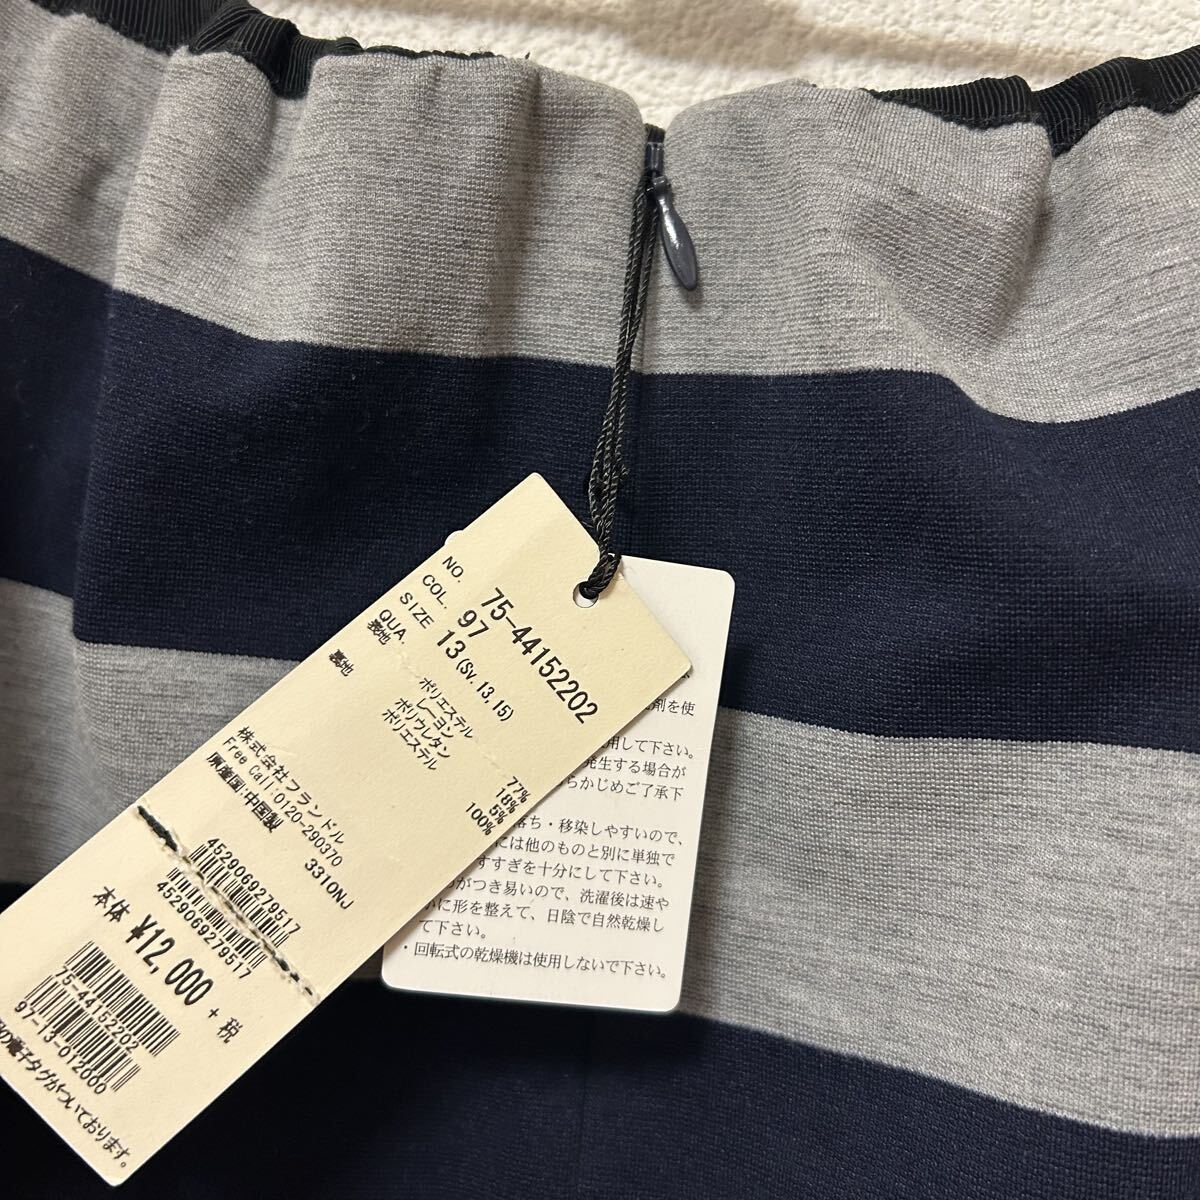 NO. 75-44152202
COL. 97
SIZE 13 (Sv. 13, 15)
QUA.
表地 ポリエステル 77%
レーヨン 18%
ポリウレタン 5%
裏地 ポリエステル 100%
株式会社フランドル
Free Call:0120-290370
原産国:中国製 3310NJ
4529069279517
4529069279517
本体 ¥12,000 + 税
75-44152202
97-13-012000
の電子タグがついております。
剤を使
用して下さい。
発生する場合が
らかじめご了承下
落ち・移染しやすいので、
には他のものと別に単独で
すすぎを十分にして下さい。
がつき易いので、洗濯後は速や
かに形を整えて、日陰で自然乾燥し
て下さい。
・回転式の乾燥機は使用しないで下さい。